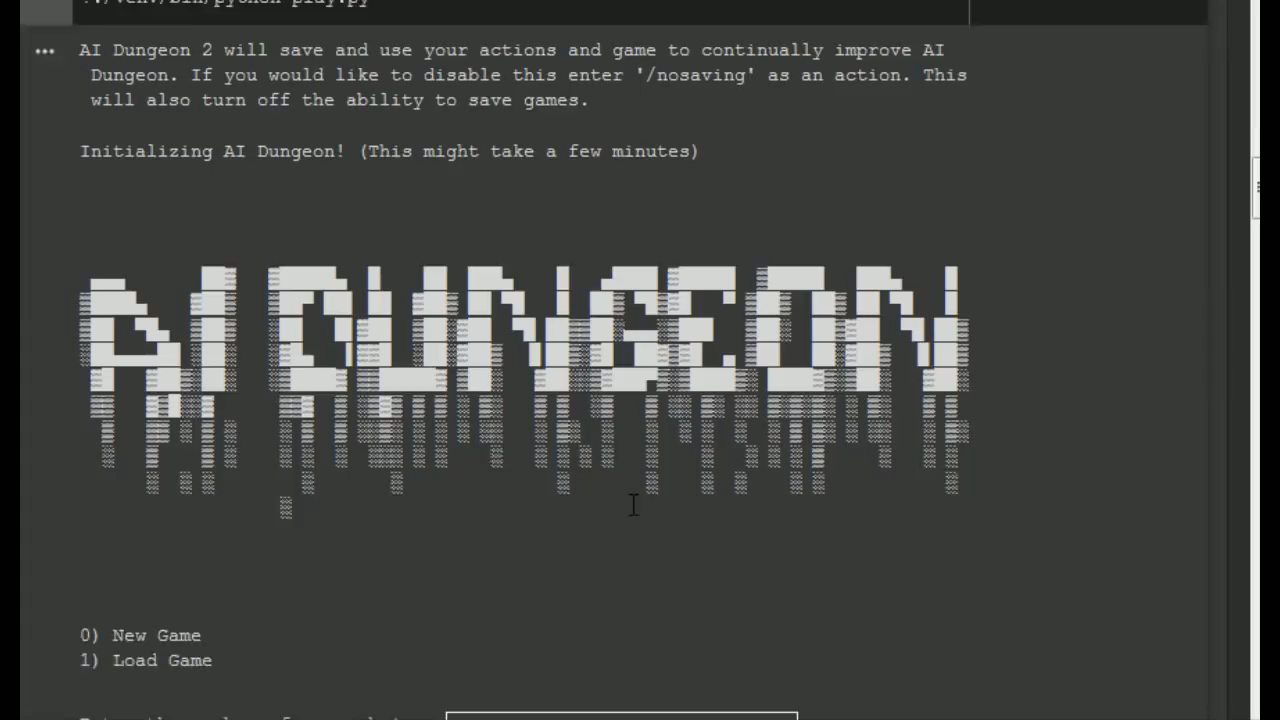 AI Dungeon 2 will save and use your actions and game to continually improve AI
Dungeon. If you would like to disable this enter '/nosaving' as an action. This
will also turn off the ability to save games.
Initializing AI Dungeon! (This might take a few minutes)
AI DUNGEON
0) New Game
1) Load Game